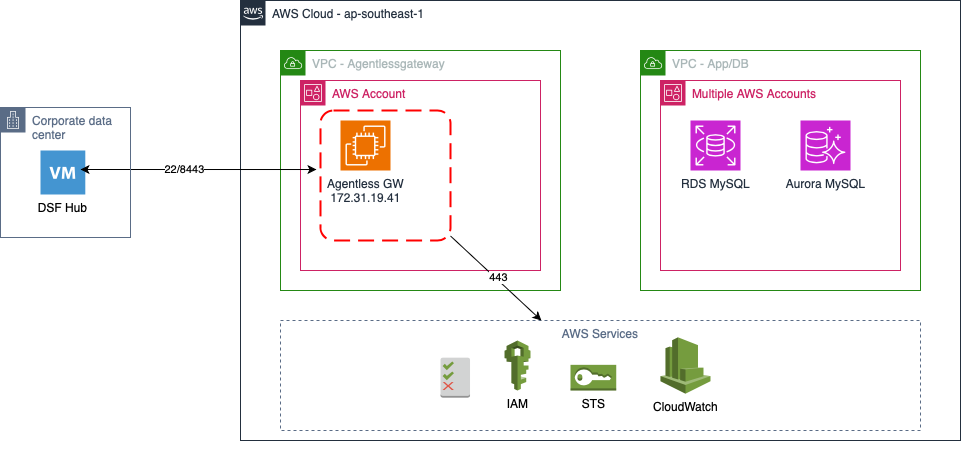 aws
AWS Cloud - ap-southeast-1
VPC - Agentlessgateway
VPC - App/DB
AWS Account
Multiple AWS Accounts
Corporate data
center
VM
DSF Hub
22/8443
Agentless GW
172.31.19.41
RDS MySQL
Aurora MySQL
443
AWS Services
IAM
STS
CloudWatch